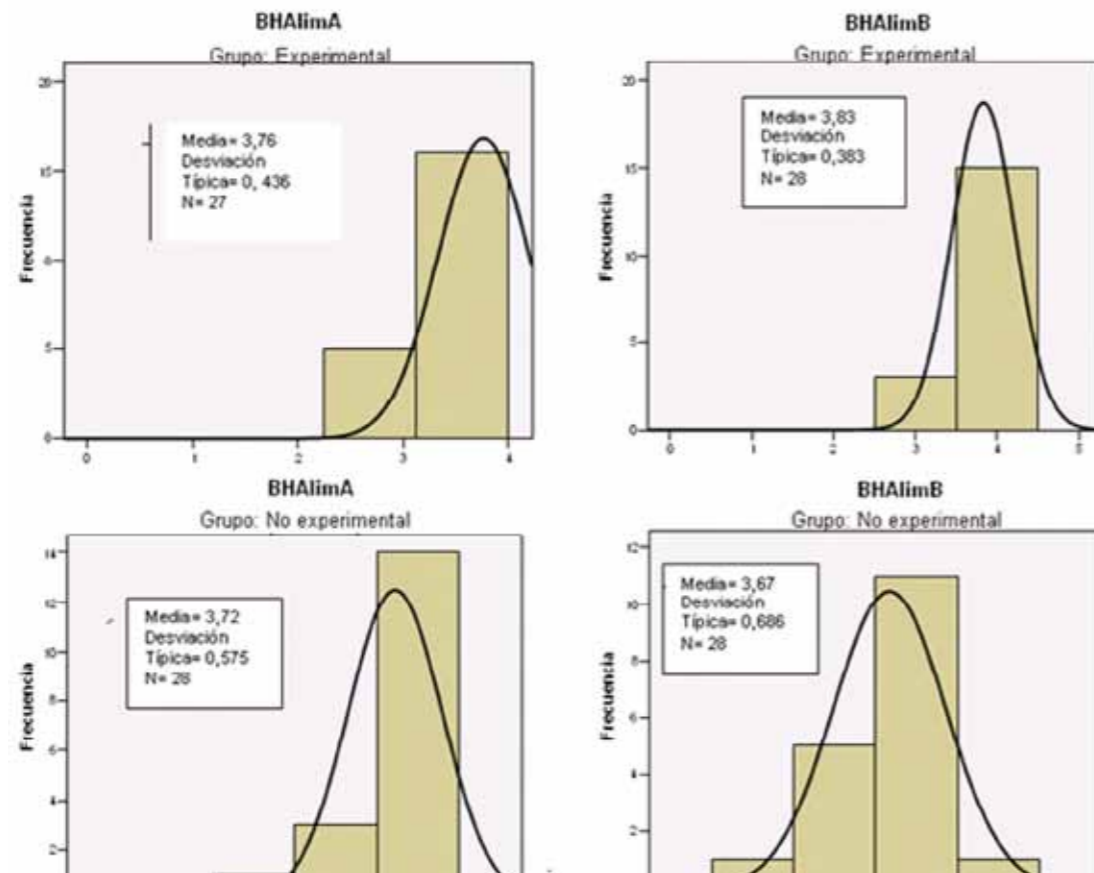 BHAlimA
Grupo: Experimental
20
15
5
0
Frecuencia
Media= 3,76
Desviación
Típica= 0, 436
N= 27
0 1 2 3 4
BHAlimB
Grupo: Experimental
20
15
10
5
0
Frecuencia
Media= 3,83
Desviación
Típica= 0,383
N= 28
0 1 2 3 4 5
BHAlimA
Grupo: No experimental
14
12
10
8
6
4
2
Frecuencia
Media= 3,72
Desviación
Típica= 0,575
N= 28
BHAlimB
Grupo: No experimental
12
10
8
6
4
2
Frecuencia
Media= 3,67
Desviación
Típica= 0,686
N= 28